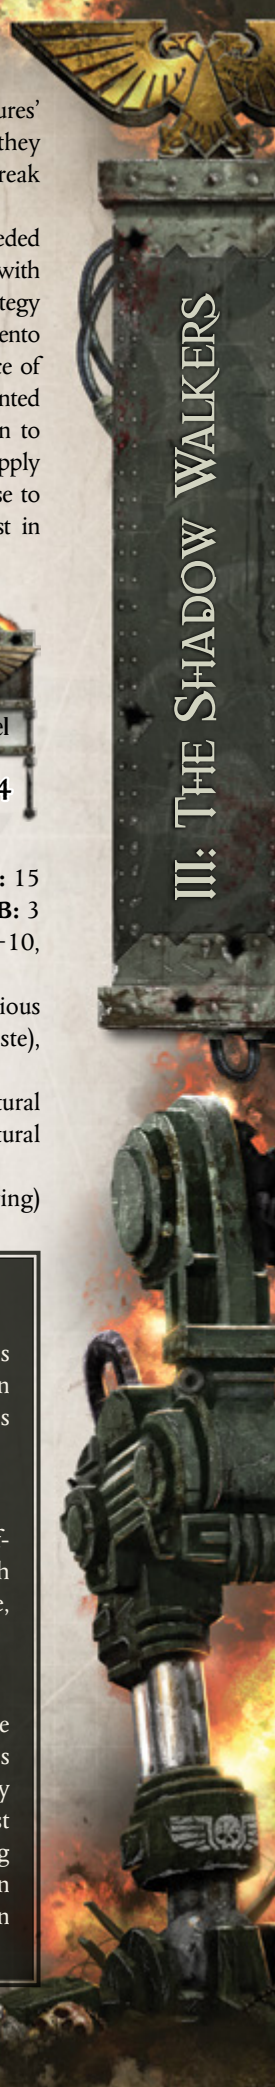 ures'
they
reak
eded
with
tegy
ento
ce of
nted
n to
pply
se to
st in
el
4
: 15
B: 3
–10,
ious
ste),
tural
tural
ing)
s
n
s
f-
h
e,
e
s
y
st
g
n
n
III: The Shadow Walkers